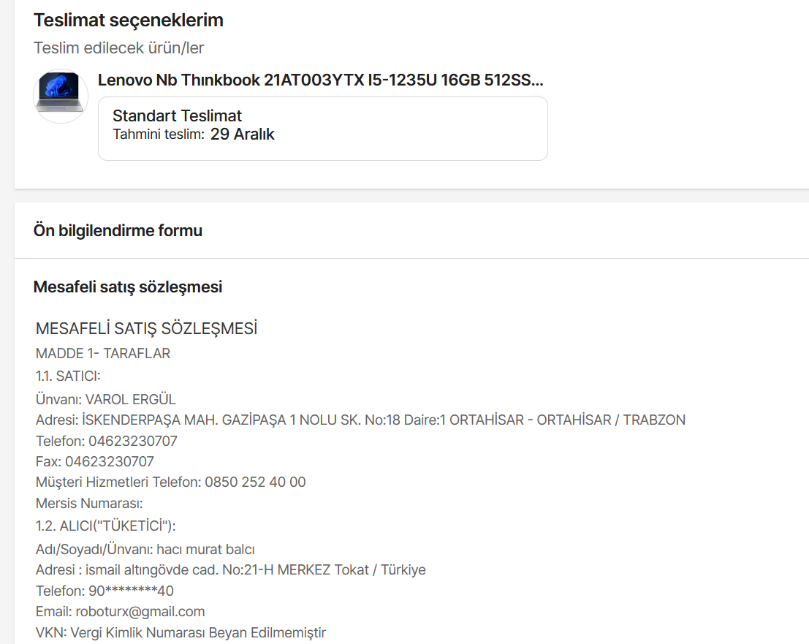 Teslimat seçeneklerim
Teslim edilecek ürün/ler
Lenovo Nb Thınkbook 21AT003YTX I5-1235U 16GB 512SS...
Standart Teslimat
Tahmini teslim: 29 Aralık
Ön bilgilendirme formu
Mesafeli satış sözleşmesi
MESAFELİ SATIŞ SÖZLEŞMESİ
MADDE 1- TARAFLAR
1.1. SATICI:
Ünvanı: VAROL ERGÜL
Adresi: İSKENDERPAŞA MAH. GAZİPAŞA 1 NOLU SK. No:18 Daire:1 ORTAHİSAR - ORTAHİSAR / TRABZON
Telefon: 04623230707
Fax: 04623230707
Müşteri Hizmetleri Telefon: 0850 252 40 00
Mersis Numarası:
1.2. ALICI("TÜKETİCİ"):
Adı/Soyadı/Ünvanı: hacı murat balcı
Adresi : ismail altıngövde cad. No:21-H MERKEZ Tokat / Türkiye
Telefon: 90********40
Email: roboturx@gmail.com
VKN: Vergi Kimlik Numarası Beyan Edilmemiştir